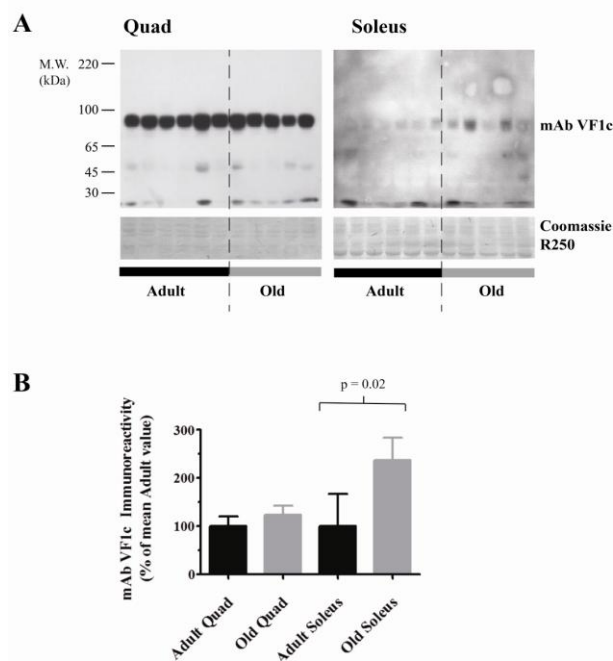 A
Quad
Soleus
M.W.
(kDa)
220
100
65
45
30
mAb VF1c
Coomassie
R250
Adult
Old
Adult
Old
B
p = 0.02
mAb VF1c Immunoreactivity
(% of mean Adult value)
300
200
100
0
Adult Quad
Old Quad
Adult Soleus
Old Soleus